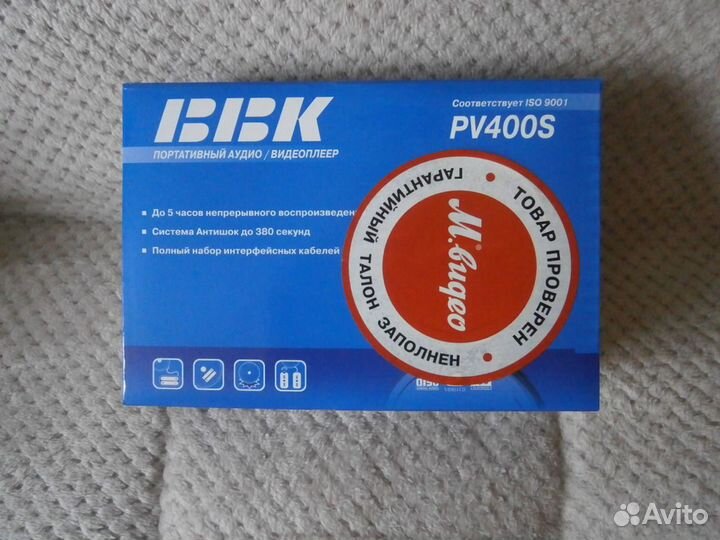 BBK
Соответствует ISO 9001
PV400S
ПОРТАТИВНЫЙ АУДИО / ВИДЕОПЛЕЕР
До 5 часов непрерывного воспроизведен
Система Антишок до 380 секунд
Полный набор интерфейсных кабелей
ТОВАР ПРОВЕРЕН
ГАРАНТИЙНЫЙ ТАЛОН ЗАПОЛНЕН
М.видео
Avito